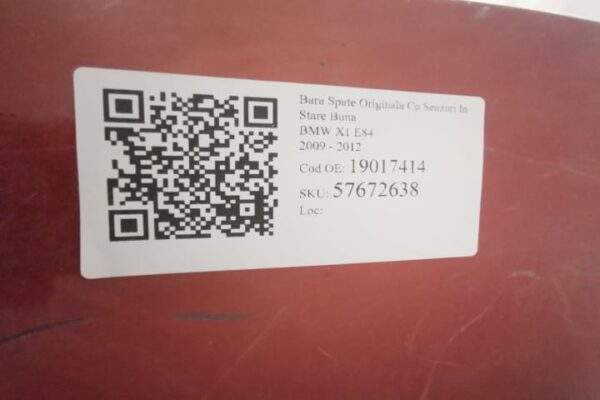 Bara Spate Originala Cu Senzori In
Stare Buna
BMW X1 E84
2009 - 2012
Cod OE: 19017414
SKU: 57672638
Loc: